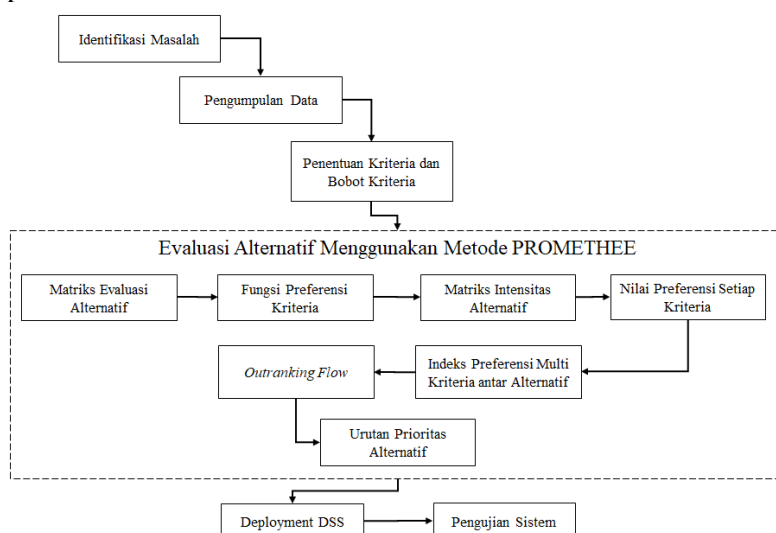 Identifikasi Masalah
Pengumpulan Data
Penentuan Kriteria dan
Bobot Kriteria
Evaluasi Alternatif Menggunakan Metode PROMETHEE
Matriks Evaluasi
Alternatif
Fungsi Preferensi
Kriteria
Matriks Intensitas
Alternatif
Nilai Preferensi Setiap
Kriteria
Indeks Preferensi Multi
Kriteria antar Alternatif
Outranking Flow
Urutan Prioritas
Alternatif
Deployment DSS
Pengujian Sistem